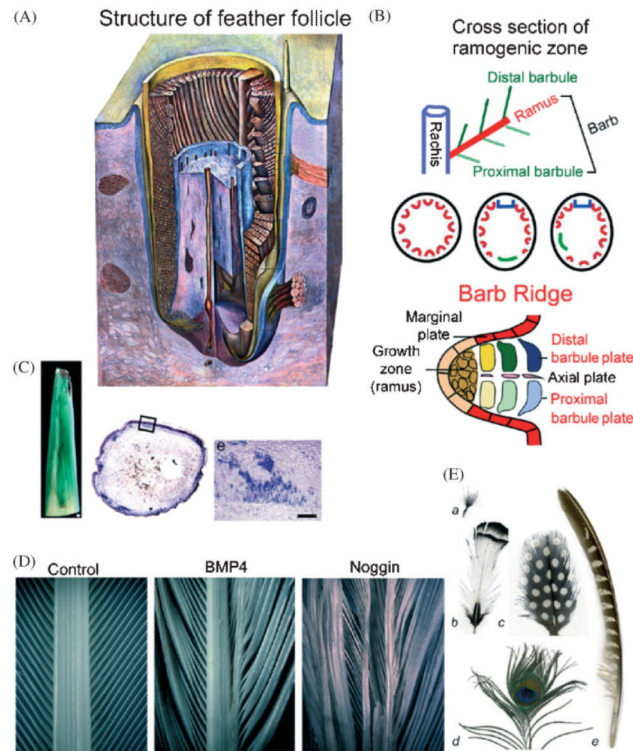 (A)
Structure of feather follicle
(B)
Cross section of
ramogenic zone
Distal barbule
Ramus
Barb
Rachis
Proximal barbule
Barb Ridge
Marginal
plate
Growth
zone
(ramus)
Distal
barbule plate
Axial plate
Proximal
barbule plate
(C)
e
(D)
Control
BMP4
Noggin
(E)
a
b
c
d
e